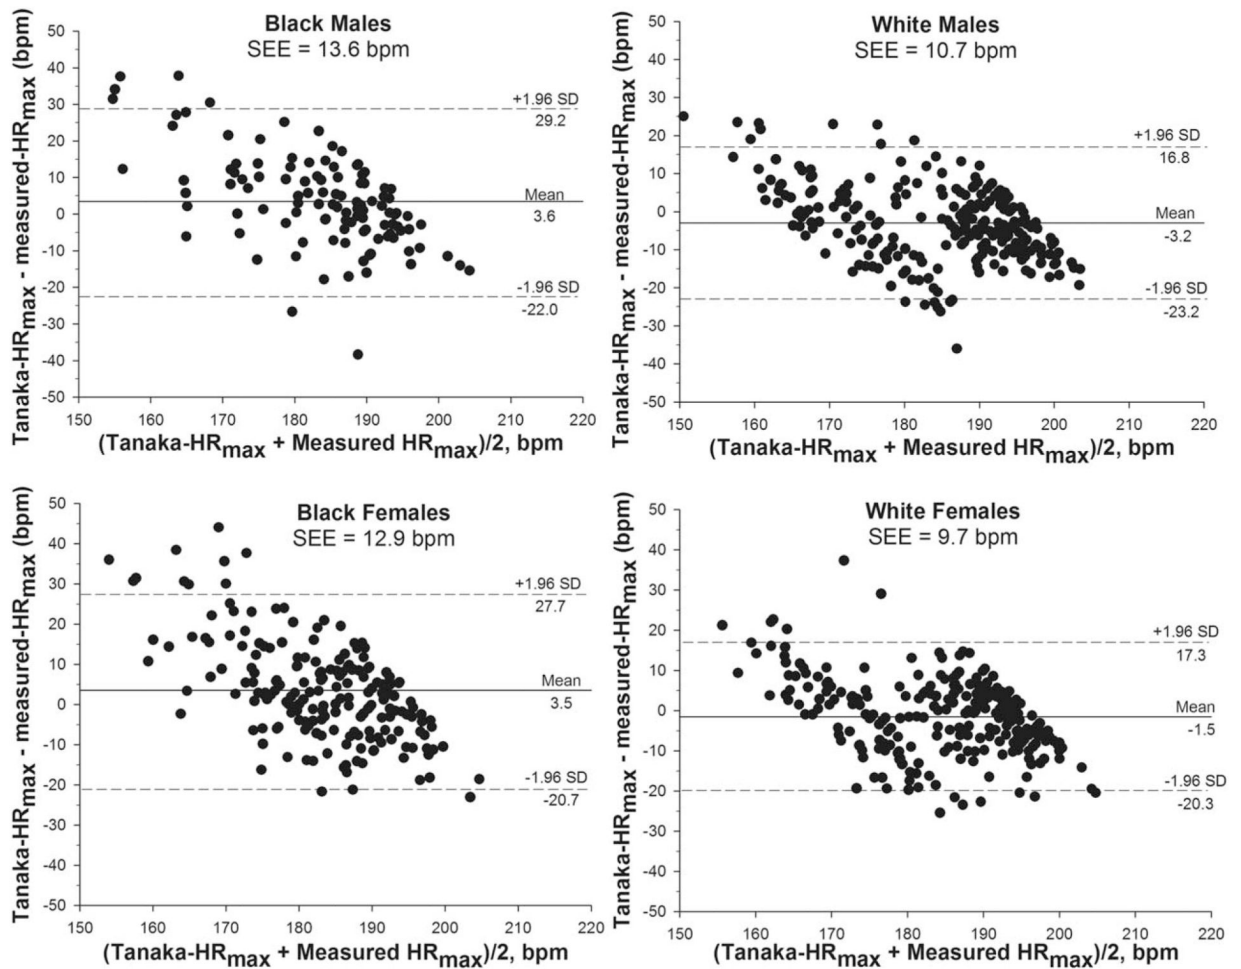 Black Males
SEE = 13.6 bpm
Tanaka-HRmax - measured-HRmax (bpm)
50
40
30
20
10
0
-10
-20
-30
-40
-50
+1.96 SD
29.2
Mean
3.6
-1.96 SD
-22.0
150 160 170 180 190 200 210 220
(Tanaka-HRmax + Measured HRmax)/2, bpm
White Males
SEE = 10.7 bpm
Tanaka-HRmax - measured-HRmax (bpm)
50
40
30
20
10
0
-10
-20
-30
-40
-50
+1.96 SD
16.8
Mean
-3.2
-1.96 SD
-23.2
150 160 170 180 190 200 210 220
(Tanaka-HRmax + Measured HRmax)/2, bpm
Black Females
SEE = 12.9 bpm
Tanaka-HRmax - measured-HRmax (bpm)
50
40
30
20
10
0
-10
-20
-30
-40
-50
+1.96 SD
27.7
Mean
3.5
-1.96 SD
-20.7
150 160 170 180 190 200 210 220
(Tanaka-HRmax + Measured HRmax)/2, bpm
White Females
SEE = 9.7 bpm
Tanaka-HRmax - measured-HRmax (bpm)
50
40
30
20
10
0
-10
-20
-30
-40
-50
+1.96 SD
17.3
Mean
-1.5
-1.96 SD
-20.3
150 160 170 180 190 200 210 220
(Tanaka-HRmax + Measured HRmax)/2, bpm